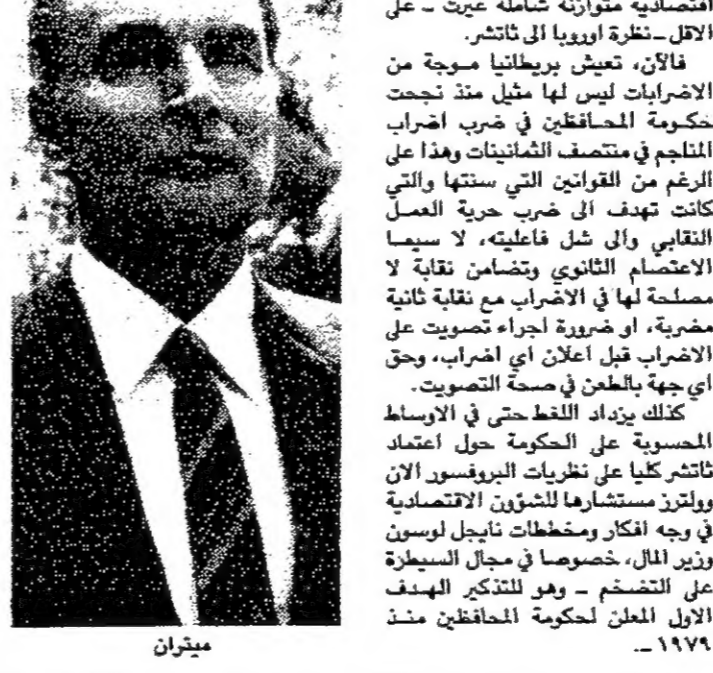 اقتصادية متوازنة شاملة غيرت ــ على
الاقل ــ نظرة اوروبا الى ثاتشر.
فالآن، تعيش بريطانيا موجة من
الاضرابات ليس لها مثيل منذ نجحت
حكومة المحافظين في ضرب اضراب
المناجم في منتصف الثمانينات وهذا على
الرغم من القوانين التي سنتها والتي
كانت تهدف الى ضرب حرية العمل
النقابي والى شل فاعليته، لا سيما
الاعتصام الثانوي وتضامن نقابة لا
مصلحة لها في الاضراب مع نقابة ثانية
مضربة، او ضرورة اجراء تصويت على
الاضراب قبل اعلان اي اضراب، وحق
اي جهة بالطعن في صحة التصويت.
كذلك يزداد اللغط حتى في الاوساط
المحسوبة على الحكومة حول اعتماد
ثاتشر كليا على نظريات البروفسور الان
وولترز مستشارها للشؤون الاقتصادية
في وجه افكار ومخططات نايجل لوسون
وزير المال، خصوصا في مجال السيطرة
على التضخم ــ وهو للتذكير الهدف
الاول المعلن لحكومة المحافظين منذ
١٩٧٩ ــ.
ميتران